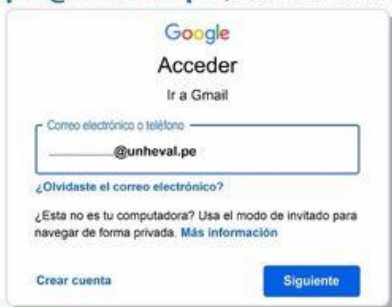 Google
Acceder
Ir a Gmail
Correo electrónico o teléfono
@unheval.pe
¿Olvidaste el correo electrónico?
¿Esta no es tu computadora? Usa el modo de invitado para
navegar de forma privada. Más información
Crear cuenta
Siguiente